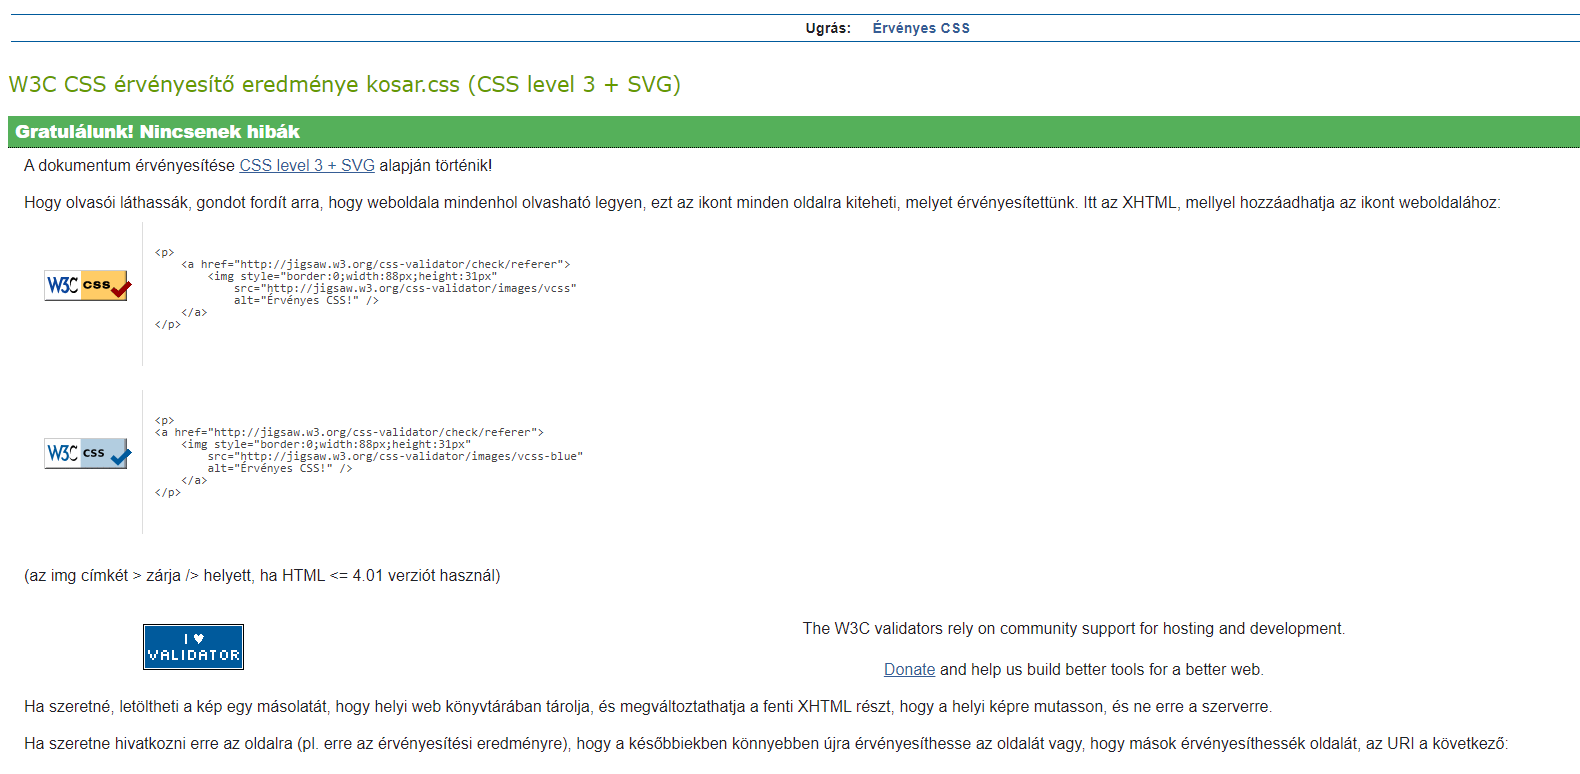 Ugrás: Érvényes CSS
W3C CSS érvényesítő eredménye kosar.css (CSS level 3 + SVG)
Gratulálunk! Nincsenek hibák
A dokumentum érvényesítése CSS level 3 + SVG alapján történik!
Hogy olvasói láthassák, gondot fordít arra, hogy weboldala mindenhol olvasható legyen, ezt az ikont minden oldalra kiteheti, melyet érvényesítettünk. Itt az XHTML, mellyel hozzáadhatja az ikont weboldalához:
W3C css
<p>
<a href="http://jigsaw.w3.org/css-validator/check/referer">
<img style="border:0;width:88px;height:31px"
src="http://jigsaw.w3.org/css-validator/images/vcss"
alt="Érvényes CSS!" />
</a>
</p>
W3C css
<p>
<a href="http://jigsaw.w3.org/css-validator/check/referer">
<img style="border:0;width:88px;height:31px"
src="http://jigsaw.w3.org/css-validator/images/vcss-blue"
alt="Érvényes CSS!" />
</a>
</p>
(az img címkét > zárja /> helyett, ha HTML <= 4.01 verziót használ)
I ♥
VALIDATOR
The W3C validators rely on community support for hosting and development.
Donate and help us build better tools for a better web.
Ha szeretné, letöltheti a kép egy másolatát, hogy helyi web könyvtárában tárolja, és megváltoztathatja a fenti XHTML részt, hogy a helyi képre mutasson, és ne erre a szerverre.
Ha szeretne hivatkozni erre az oldalra (pl. erre az érvényesítési eredményre), hogy a későbbiekben könnyebben újra érvényesíthesse az oldalát vagy, hogy mások érvényesíthessék oldalát, az URI a következő: